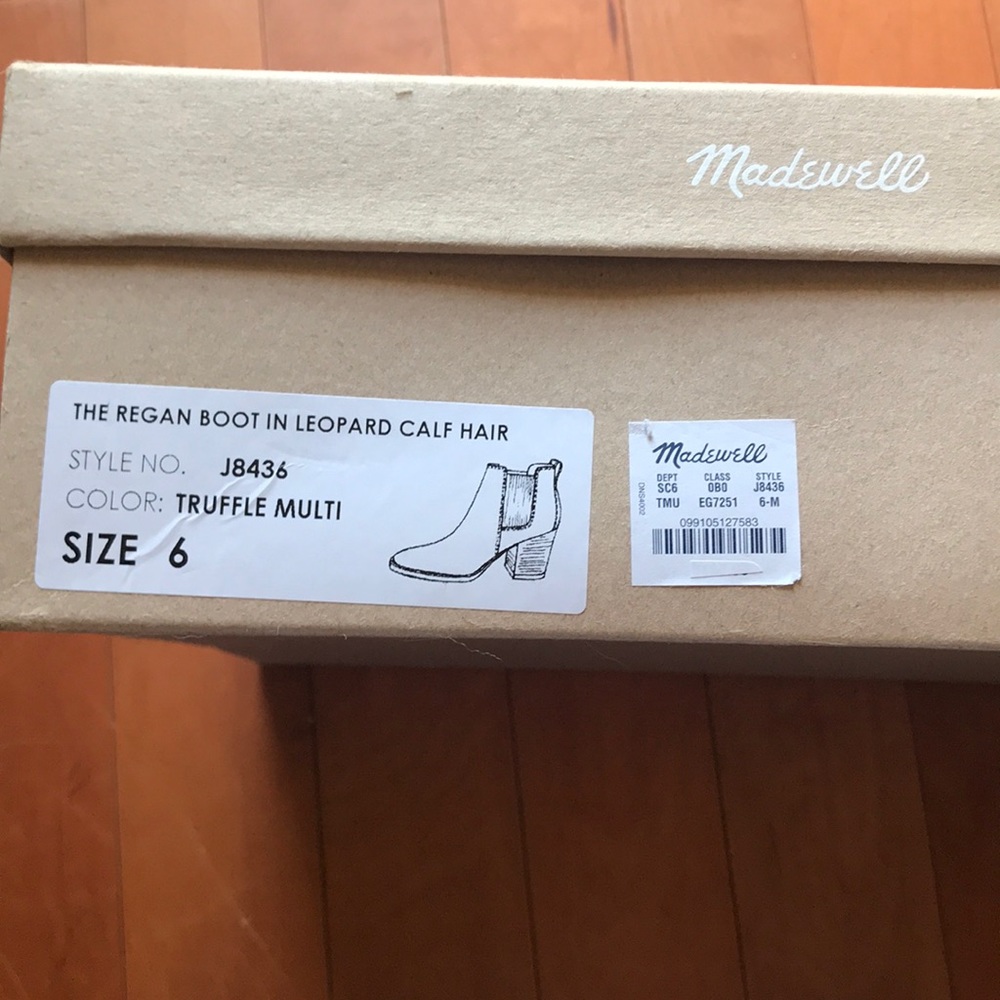 Madewell
THE REGAN BOOT IN LEOPARD CALF HAIR
STYLE NO. J8436
COLOR: TRUFFLE MULTI
SIZE 6
Madewell
DEPT CLASS STYLE
SC6 0B0 J8436
TMU EG7251 6-M
099105127583
DNS4002